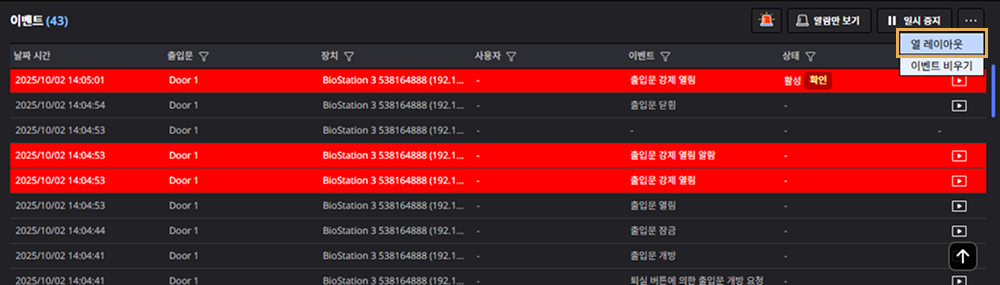 이벤트 (43) 알람만 보기 일시 중지 ...
열 레이아웃
이벤트 비우기
날짜 시간 출입문 장치 사용자 이벤트 상태
2025/10/02 14:05:01 Door 1 BioStation 3 538164888 (192.1... - 출입문 강제 열림 활성 확인
2025/10/02 14:04:54 Door 1 BioStation 3 538164888 (192.1... - 출입문 닫힘 -
2025/10/02 14:04:53 Door 1 BioStation 3 538164888 (192.1... - - - -
2025/10/02 14:04:53 Door 1 BioStation 3 538164888 (192.1... - 출입문 강제 열림 알람 -
2025/10/02 14:04:53 Door 1 BioStation 3 538164888 (192.1... - 출입문 강제 열림 -
2025/10/02 14:04:53 Door 1 BioStation 3 538164888 (192.1... - 출입문 열림 -
2025/10/02 14:04:44 Door 1 BioStation 3 538164888 (192.1... - 출입문 잠금 -
2025/10/02 14:04:41 Door 1 BioStation 3 538164888 (192.1... - 출입문 개방 -
2025/10/02 14:04:41 Door 1 BioStation 3 538164888 (192.1... - 퇴실 버튼에 의한 출입문 개방 요청 -